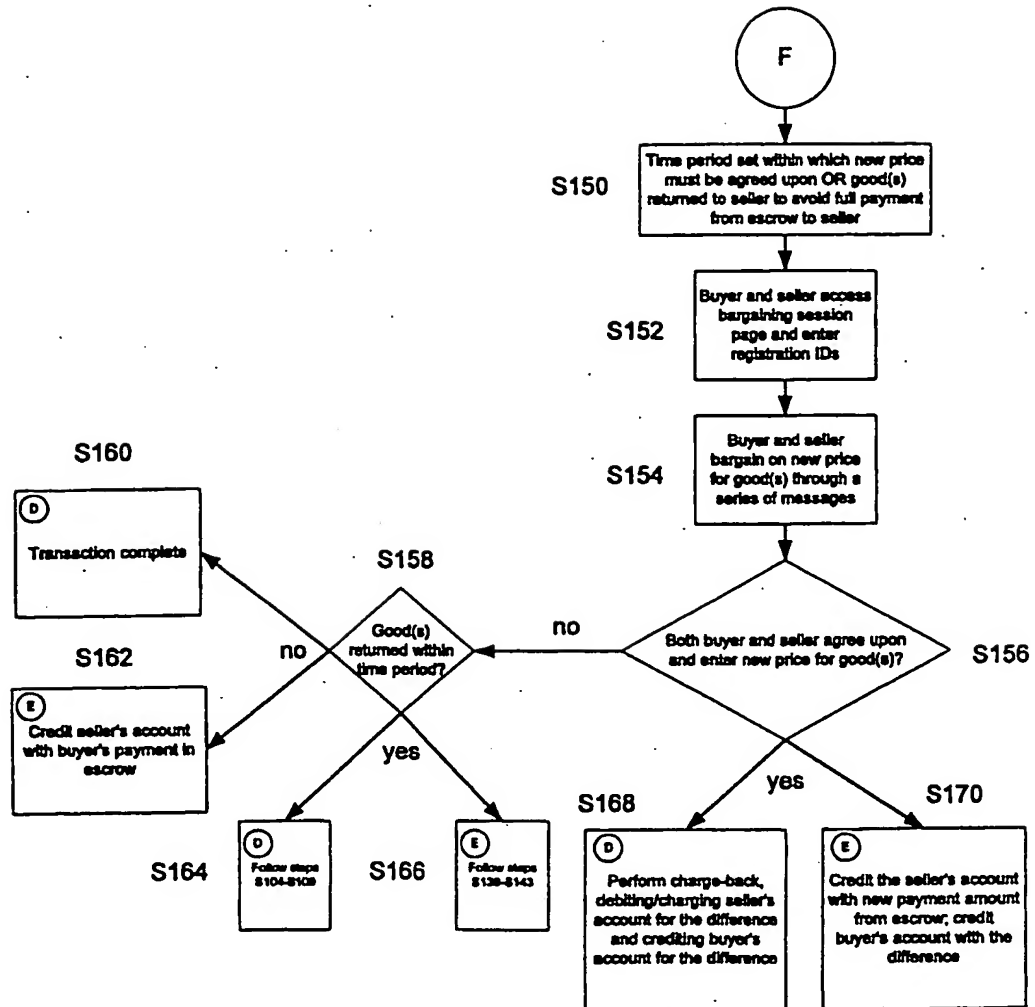 F
S150
Time period set within which new price
must be agreed upon OR good(s)
returned to seller to avoid full payment
from escrow to seller
S152
Buyer and seller access
bargaining session
page and enter
registration IDs
S154
Buyer and seller
bargain on new price
for good(s) through a
series of messages
S156
Both buyer and seller agree upon
and enter new price for good(s)?
no
yes
S158
Good(s)
returned within
time period?
no
yes
S160
D
Transaction complete
S162
E
Credit seller's account
with buyer's payment in
escrow
S164
D
Follow steps
S166
E
Follow steps
S168
D
Perform charge-back,
debiting/charging seller's
account for the difference
and crediting buyer's
account for the difference
S170
E
Credit the seller's account
with new payment amount
from escrow; credit
buyer's account with the
difference